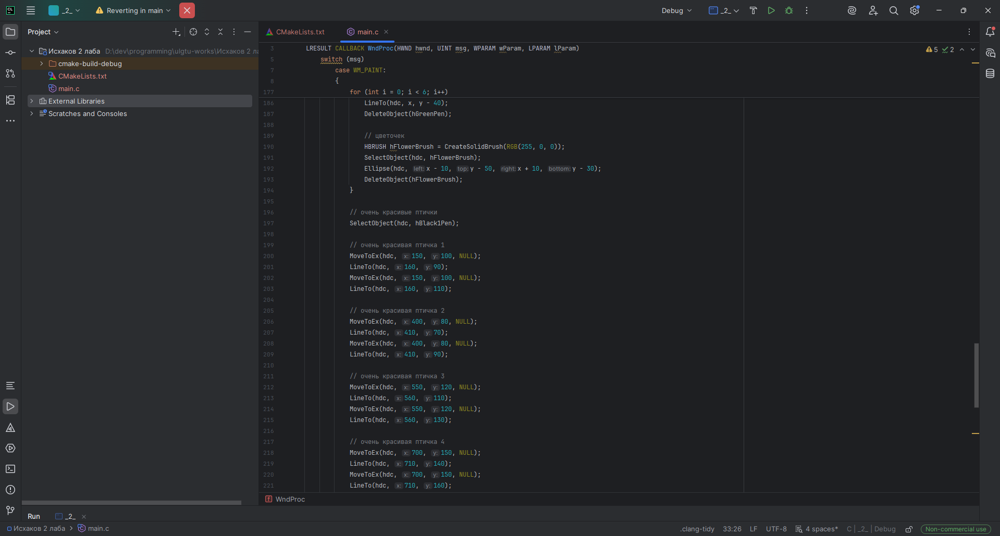 CL _2_ Reverting in main Debug _2_
Project
CMakeLists.txt main.c
Исхаков 2 лаба D:\dev\programming\ulgtu-works\Исхаков 2 ла
cmake-build-debug
CMakeLists.txt
main.c
External Libraries
Scratches and Consoles
5 2
3 LRESULT CALLBACK WndProc(HWND hwnd, UINT msg, WPARAM wParam, LPARAM lParam)
5 switch (msg)
7 case WM_PAINT:
8 {
177 for (int i = 0; i < 6; i++)
186 LineTo(hdc, x, y - 40);
187 DeleteObject(hGreenPen);
188
189 // цветочек
190 HBRUSH hFlowerBrush = CreateSolidBrush(RGB(255, 0, 0));
191 SelectObject(hdc, hFlowerBrush);
192 Ellipse(hdc, left: x - 10, top: y - 50, right: x + 10, bottom: y - 30);
193 DeleteObject(hFlowerBrush);
194 }
195
196 // очень красивые птички
197 SelectObject(hdc, hBlack1Pen);
198
199 // очень красивая птичка 1
200 MoveToEx(hdc, x: 150, y: 100, NULL);
201 LineTo(hdc, x: 160, y: 90);
202 MoveToEx(hdc, x: 150, y: 100, NULL);
203 LineTo(hdc, x: 160, y: 110);
204
205 // очень красивая птичка 2
206 MoveToEx(hdc, x: 400, y: 80, NULL);
207 LineTo(hdc, x: 410, y: 70);
208 MoveToEx(hdc, x: 400, y: 80, NULL);
209 LineTo(hdc, x: 410, y: 90);
210
211 // очень красивая птичка 3
212 MoveToEx(hdc, x: 550, y: 120, NULL);
213 LineTo(hdc, x: 560, y: 110);
214 MoveToEx(hdc, x: 550, y: 120, NULL);
215 LineTo(hdc, x: 560, y: 130);
216
217 // очень красивая птичка 4
218 MoveToEx(hdc, x: 700, y: 150, NULL);
219 LineTo(hdc, x: 710, y: 140);
220 MoveToEx(hdc, x: 700, y: 150, NULL);
221 LineTo(hdc, x: 710, y: 160);
f WndProc
Run _2_
Исхаков 2 лаба main.c .clang-tidy 33:26 LF UTF-8 4 spaces* C | _2_ | Debug Non-commercial use